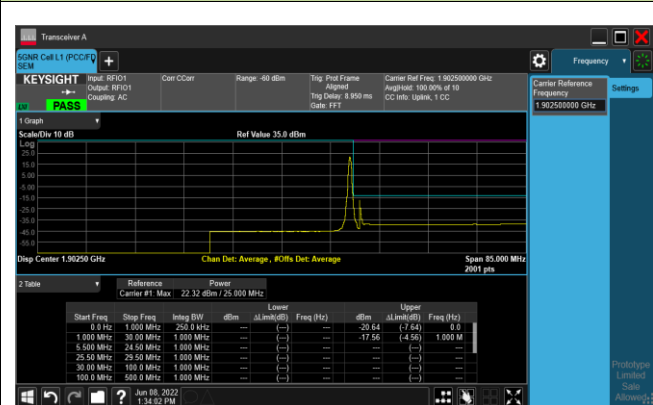 Transceiver A
5GNR Cell L1 (PCC/FD
SEM
+
Frequency
KEYSIGHT
Input: RFIO1
Output: RFIO1
Coupling: AC
Corr CCorr
Range: -60 dBm
Trig: Prot Frame
Aligned
Trig Delay: 8.950 ms
Gate: FFT
Carrier Ref Freq: 1.902500000 GHz
Avg|Hold: 100.00% of 10
CC Info: Uplink, 1 CC
PASS
Carrier Reference
Frequency
1.902500000 GHz
Settings
1 Graph
Scale/Div 10 dB
Ref Value 35.0 dBm
Log
25.0
15.0
5.00
-5.00
-15.0
-25.0
-35.0
-45.0
-55.0
Disp Center 1.90250 GHz
Chan Det: Average, #Offs Det: Average
Span 85.000 MHz
2001 pts
2 Table
Reference Power
Carrier #1. Max 22.32 dBm / 25.000 MHz
Lower Upper
Start Freq Stop Freq Integ BW dBm ΔLimit(dB) Freq (Hz) dBm ΔLimit(dB) Freq (Hz)
0.0 Hz 1.000 MHz 250.0 kHz --- (---) --- -20.64 (-7.64) 0.0
1.000 MHz 30.00 MHz 1.000 MHz --- (---) --- -17.56 (-4.56) 1.000 M
5.500 MHz 24.50 MHz 1.000 MHz --- (---) --- --- (---) ---
25.50 MHz 29.50 MHz 1.000 MHz --- (---) --- --- (---) ---
30.00 MHz 100.0 MHz 1.000 MHz --- (---) --- --- (---) ---
100.0 MHz 500.0 MHz 1.000 MHz --- (---) --- --- (---) ---
Prototype
Limited
Sale
Allowed
?
Jun 08, 2022
1:34:02 PM